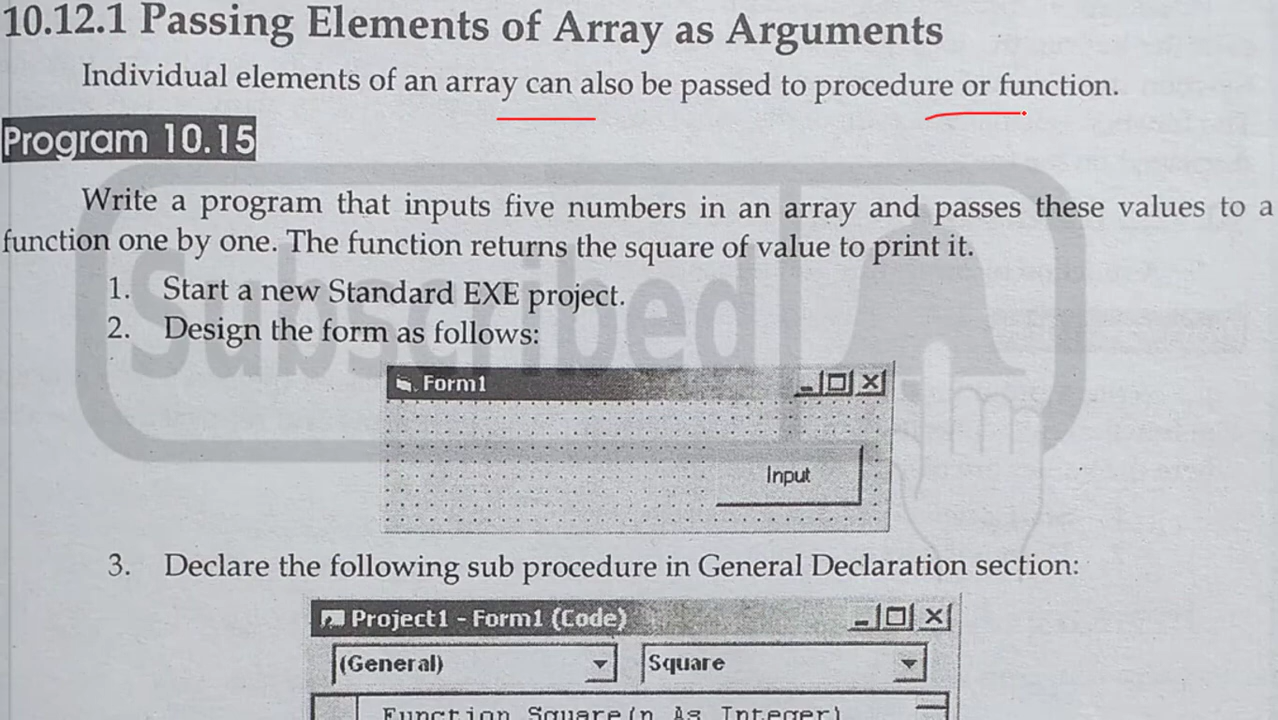 10.12.1 Passing Elements of Array as Arguments
Individual elements of an array can also be passed to procedure or function.
Program 10.15
Write a program that inputs five numbers in an array and passes these values to a
function one by one. The function returns the square of value to print it.
1. Start a new Standard EXE project.
2. Design the form as follows:
Form1
Input
3. Declare the following sub procedure in General Declaration section:
Project1 - Form1 (Code)
(General) Square
Function Square(n As Integer)
Subscribed